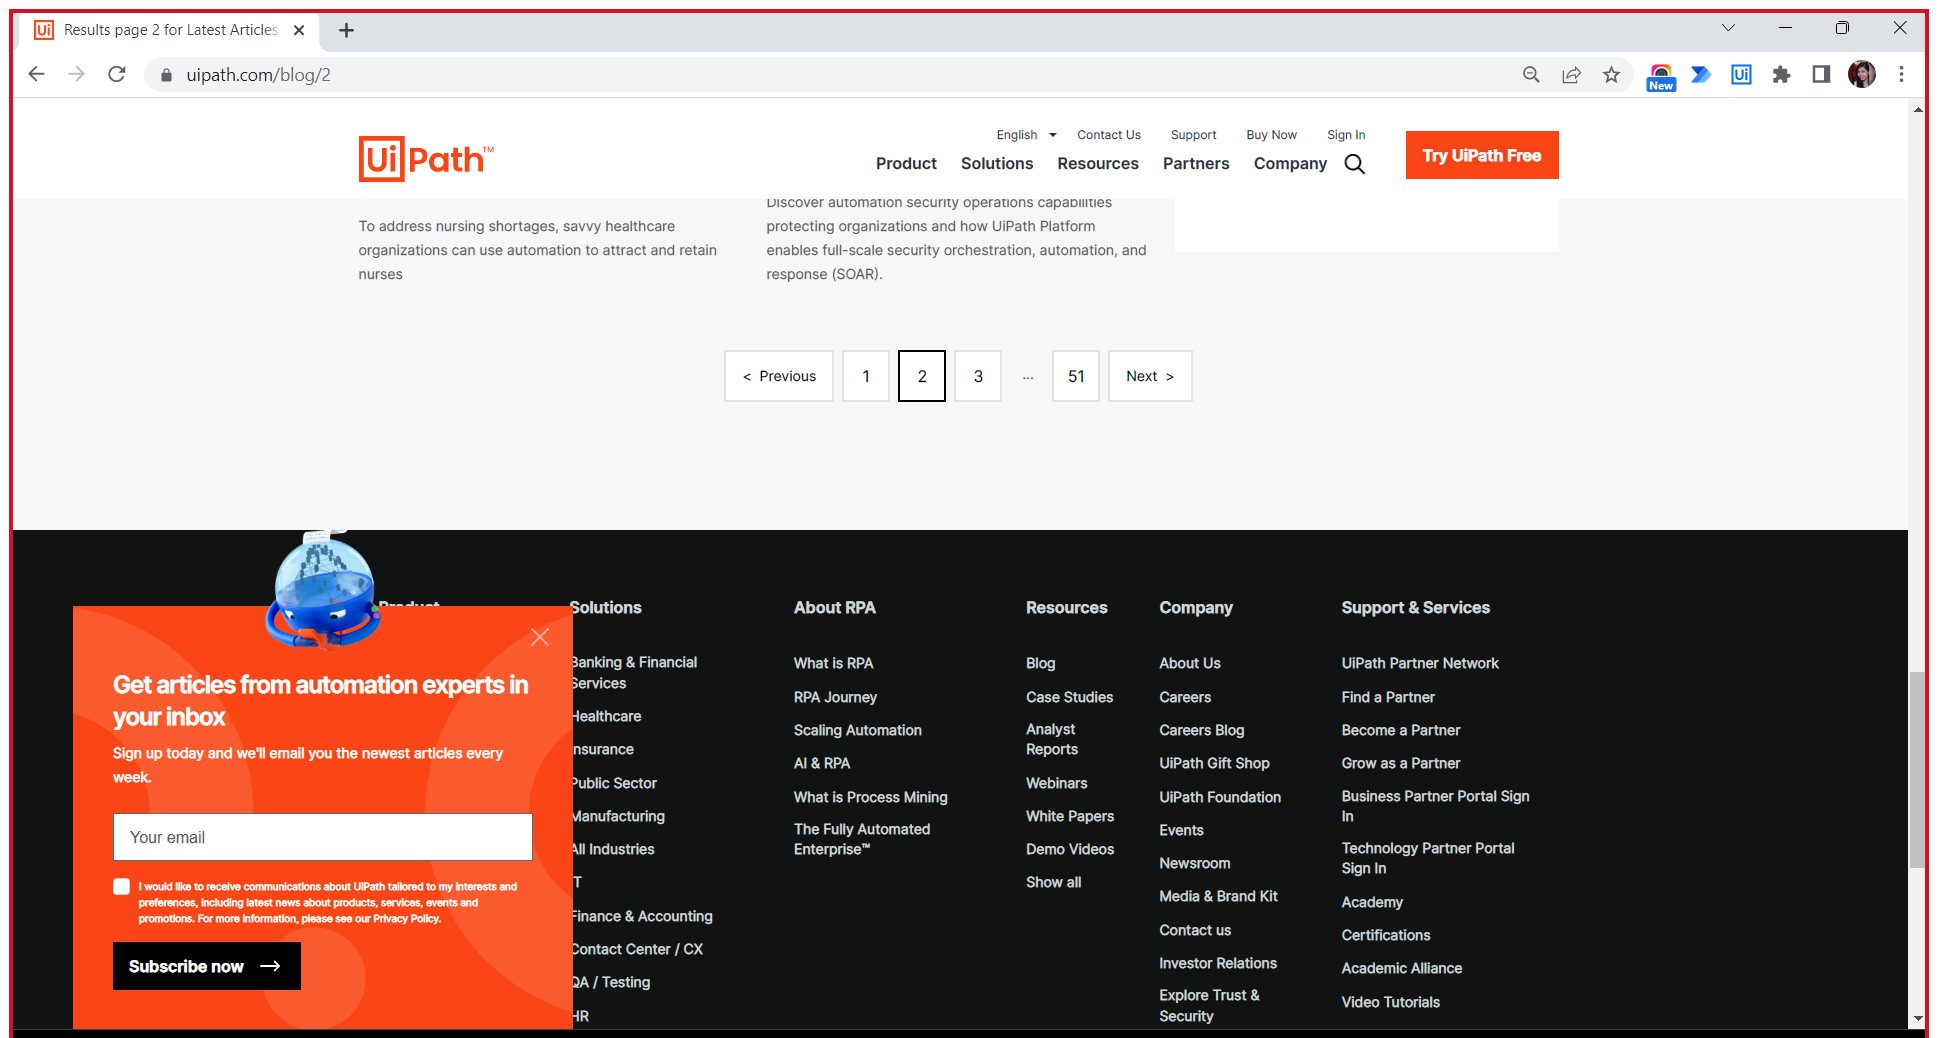 Ui Results page 2 for Latest Articles
uipath.com/blog/2
New
Ui
English Contact Us Support Buy Now Sign In
Ui Path™
Product Solutions Resources Partners Company
Try UiPath Free
To address nursing shortages, savvy healthcare
organizations can use automation to attract and retain
nurses
Discover automation security operations capabilities
protecting organizations and how UiPath Platform
enables full-scale security orchestration, automation, and
response (SOAR).
< Previous 1 2 3 ... 51 Next >
Product
Get articles from automation experts in
your inbox
Sign up today and we'll email you the newest articles every
week.
Your email
I would like to receive communications about UiPath tailored to my interests and
preferences, including latest news about products, services, events and
promotions. For more information, please see our Privacy Policy.
Subscribe now →
Solutions
Banking & Financial
Services
Healthcare
Insurance
Public Sector
Manufacturing
All Industries
IT
Finance & Accounting
Contact Center / CX
QA / Testing
HR
About RPA
What is RPA
RPA Journey
Scaling Automation
AI & RPA
What is Process Mining
The Fully Automated
Enterprise™
Resources
Blog
Case Studies
Analyst
Reports
Webinars
White Papers
Demo Videos
Show all
Company
About Us
Careers
Careers Blog
UiPath Gift Shop
UiPath Foundation
Events
Newsroom
Media & Brand Kit
Contact us
Investor Relations
Explore Trust &
Security
Support & Services
UiPath Partner Network
Find a Partner
Become a Partner
Grow as a Partner
Business Partner Portal Sign
In
Technology Partner Portal
Sign In
Academy
Certifications
Academic Alliance
Video Tutorials